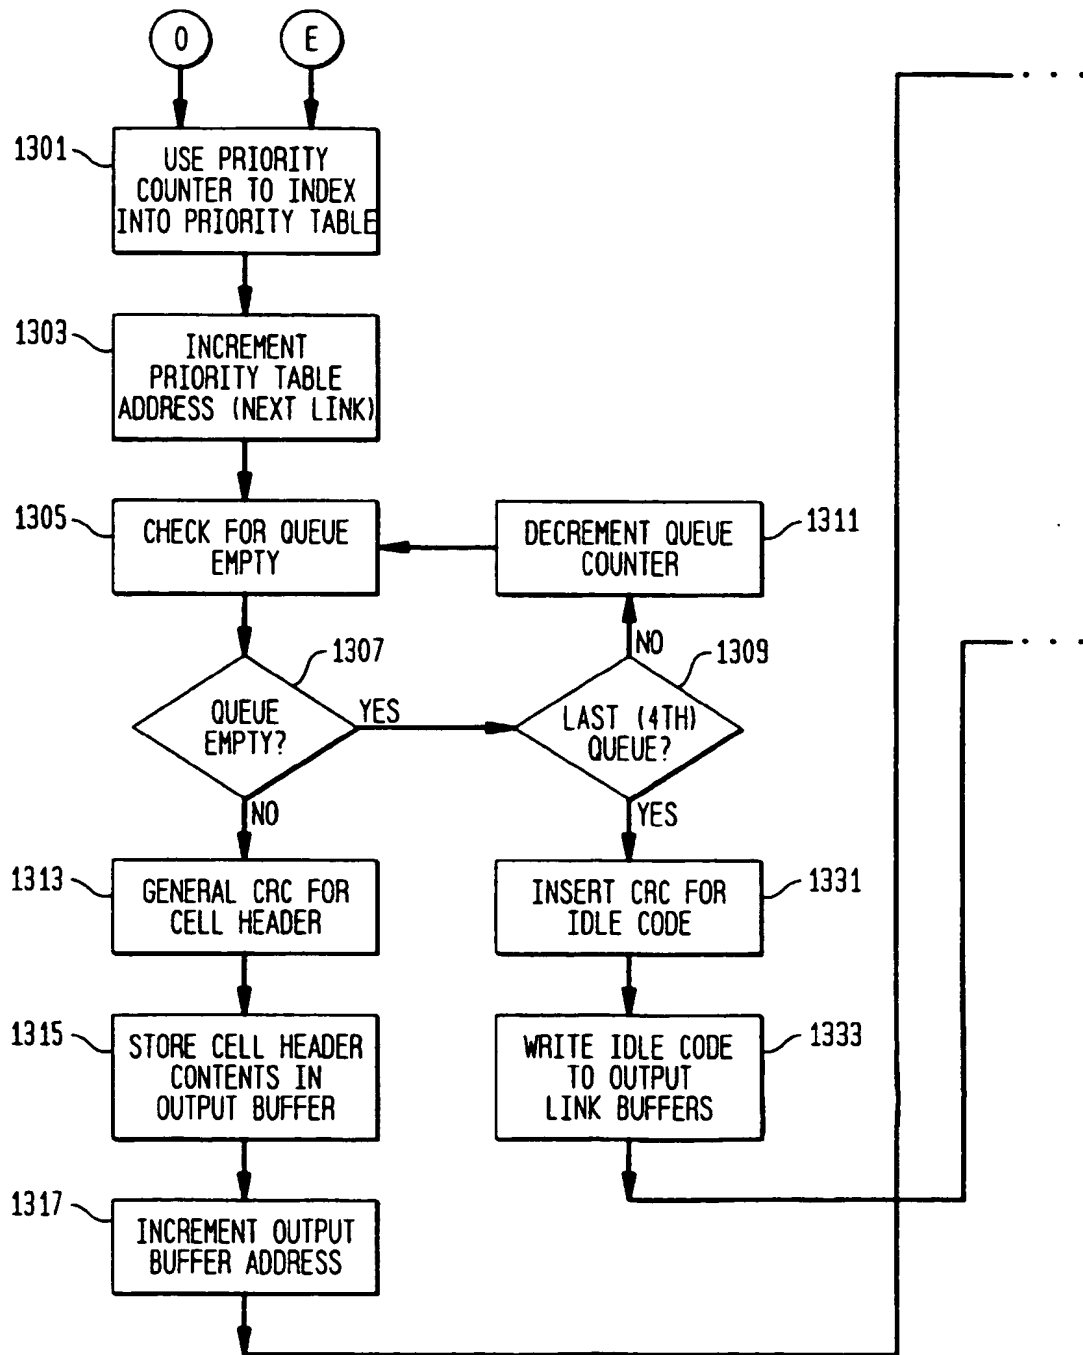 O E
1301
USE PRIORITY
COUNTER TO INDEX
INTO PRIORITY TABLE
1303
INCREMENT
PRIORITY TABLE
ADDRESS (NEXT LINK)
1305
CHECK FOR QUEUE
EMPTY
DECREMENT QUEUE
COUNTER
1311
1307
QUEUE
EMPTY?
YES
NO
1309
LAST (4TH)
QUEUE?
NO
YES
1313
GENERAL CRC FOR
CELL HEADER
INSERT CRC FOR
IDLE CODE
1331
1315
STORE CELL HEADER
CONTENTS IN
OUTPUT BUFFER
WRITE IDLE CODE
TO OUTPUT
LINK BUFFERS
1333
1317
INCREMENT OUTPUT
BUFFER ADDRESS